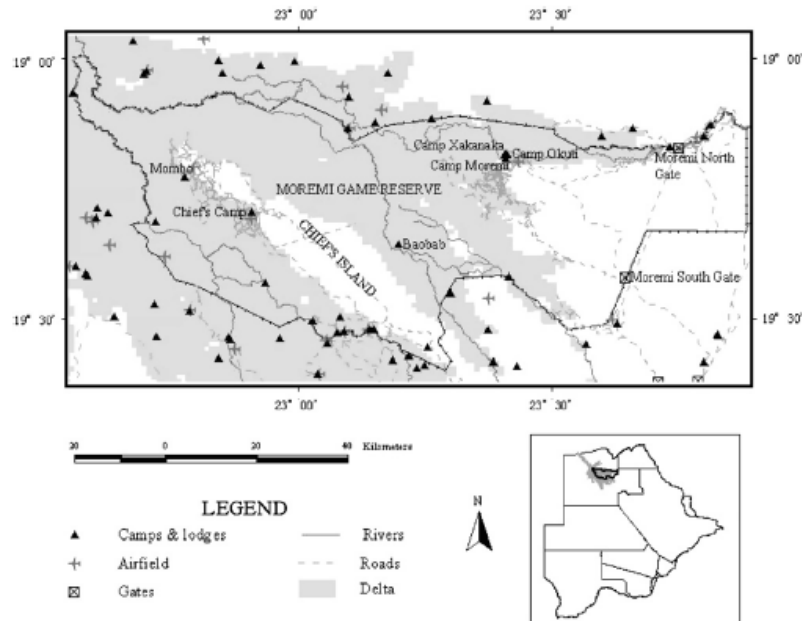 23° 00'
23° 30'
19° 00'
19° 00'
Camp Xakanaka
Camp Okuti
Camp Moremi
Moremi North
Gate
Mombo
MOREMI GAME RESERVE
Chief's Camp
CHIEF'S ISLAND
Baobab
Moremi South Gate
19° 30'
19° 30'
23° 00'
23° 30'
20 0 20 40 Kilometers
LEGEND
Camps & lodges
Rivers
Airfield
Roads
Gates
Delta
N